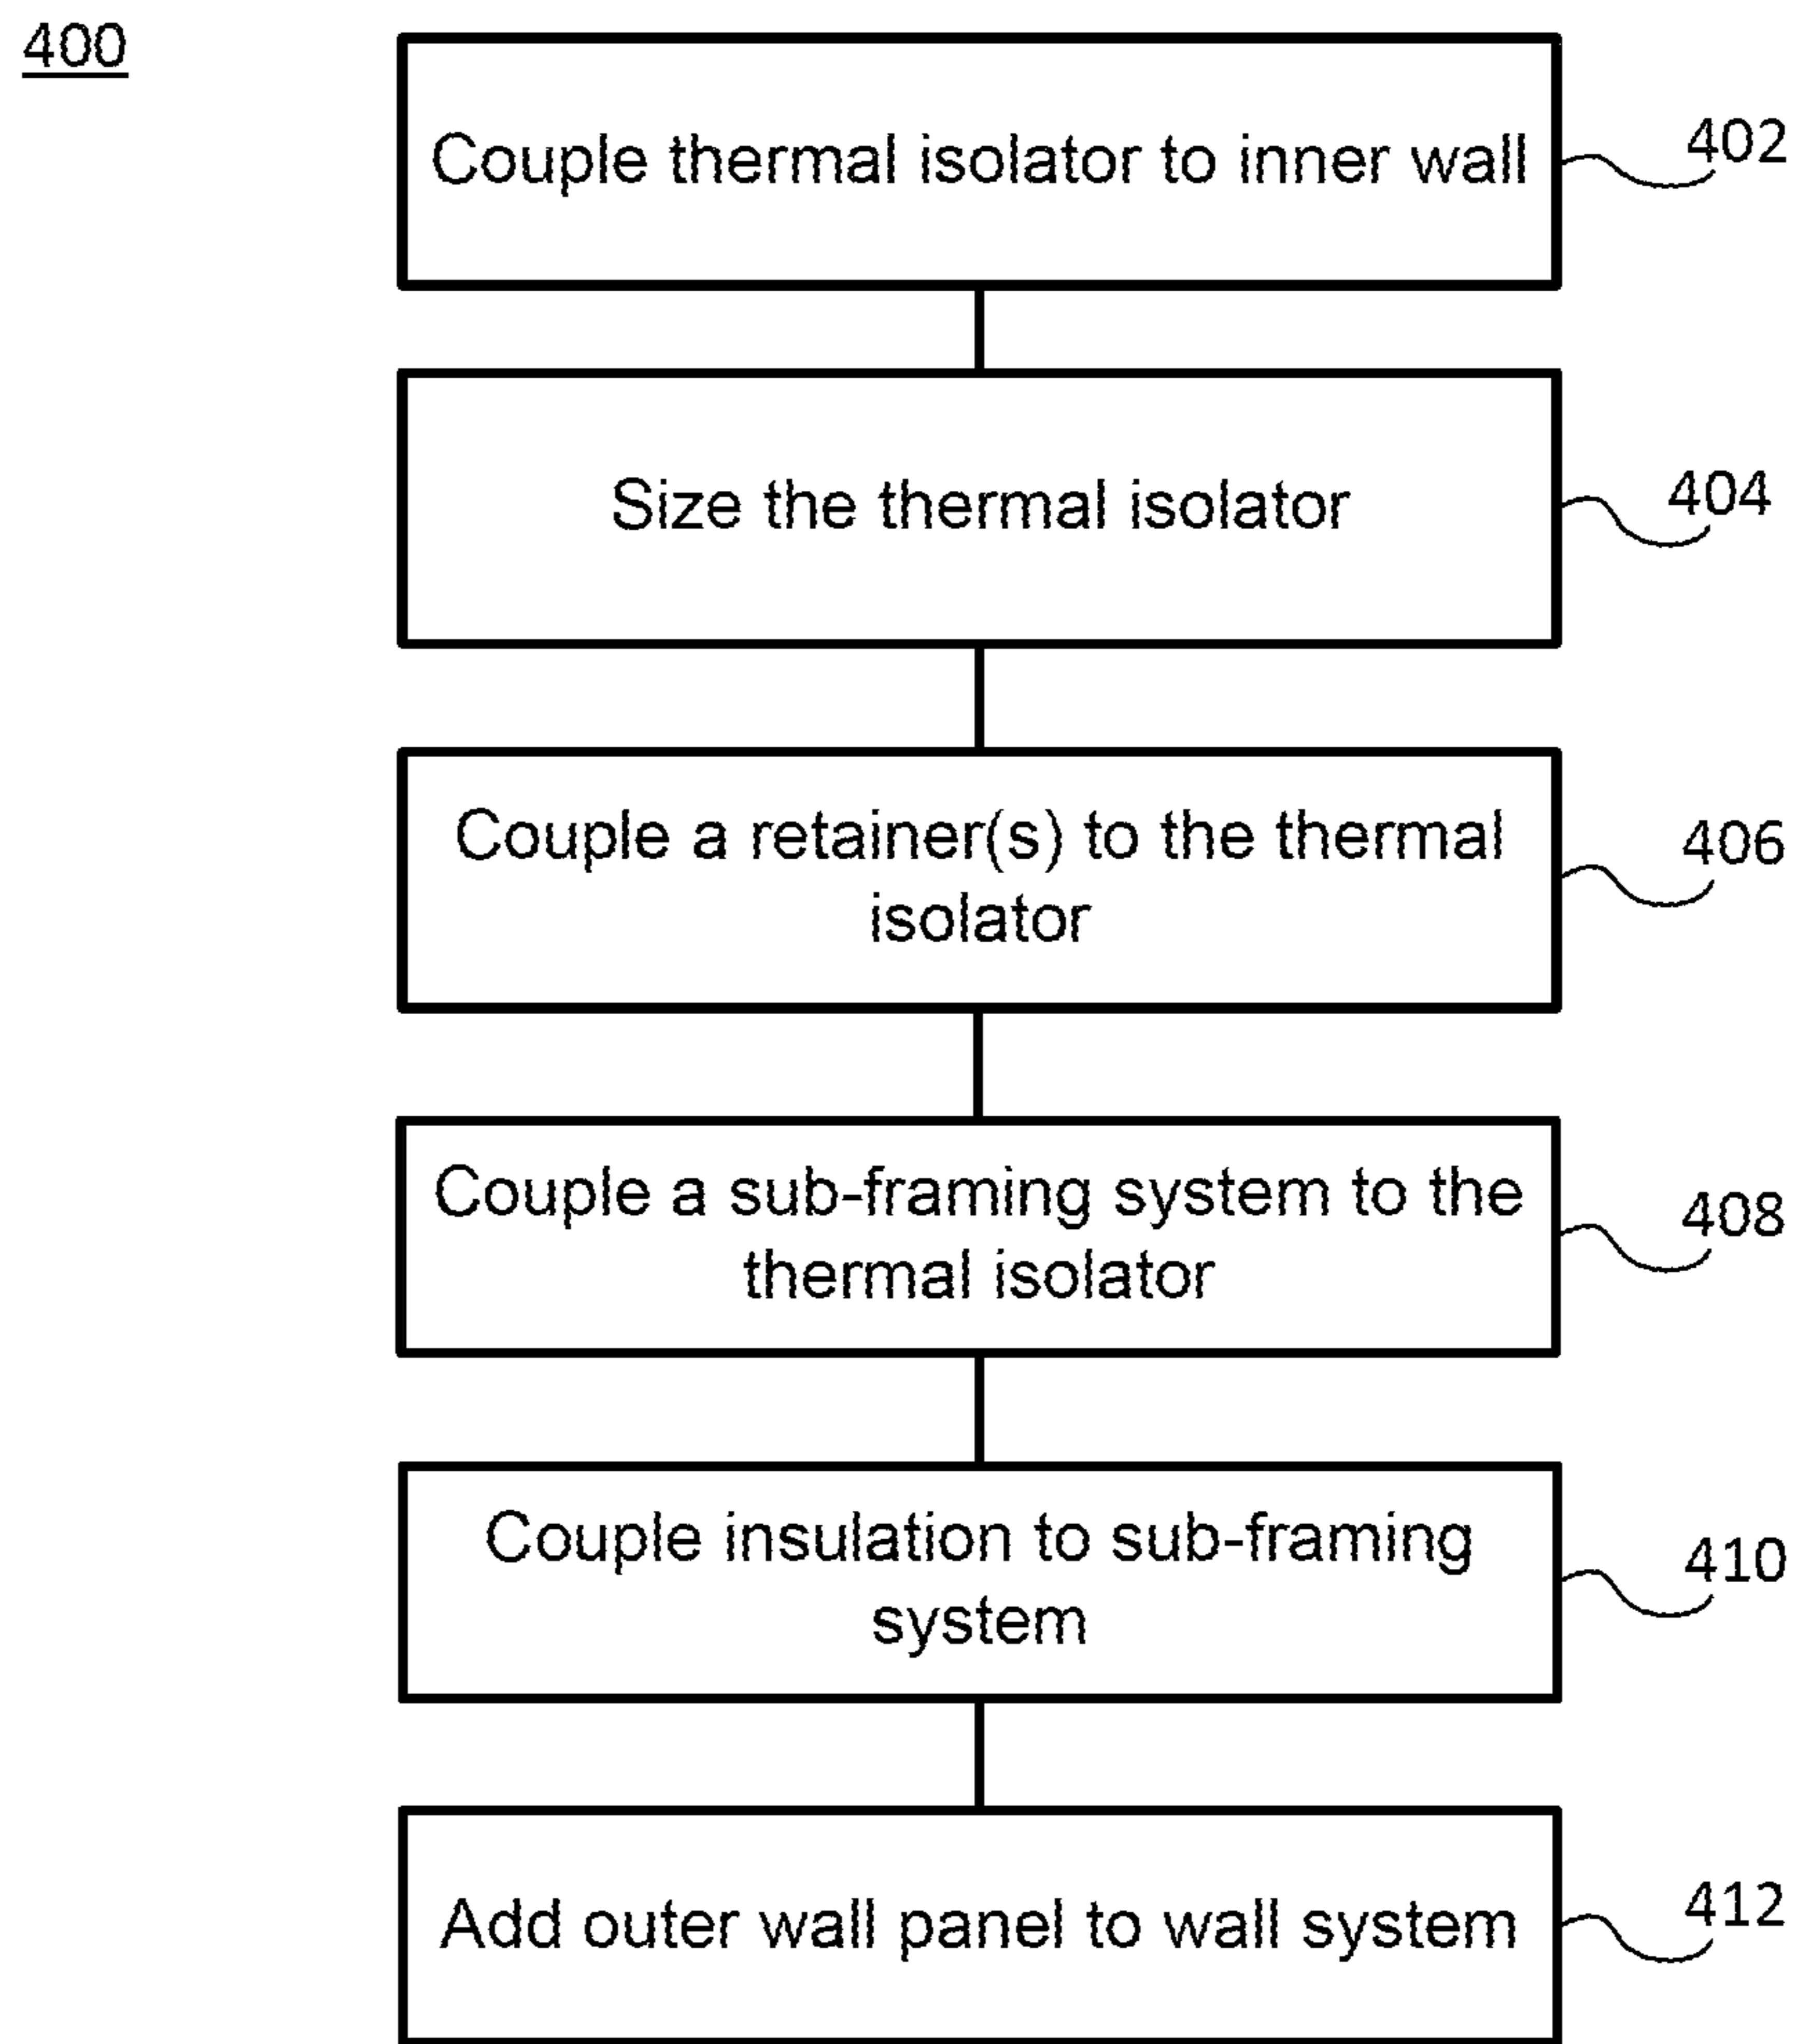 400
Couple thermal isolator to inner wall
402
Size the thermal isolator
404
Couple a retainer(s) to the thermal
isolator
406
Couple a sub-framing system to the
thermal isolator
408
Couple insulation to sub-framing
system
410
Add outer wall panel to wall system
412